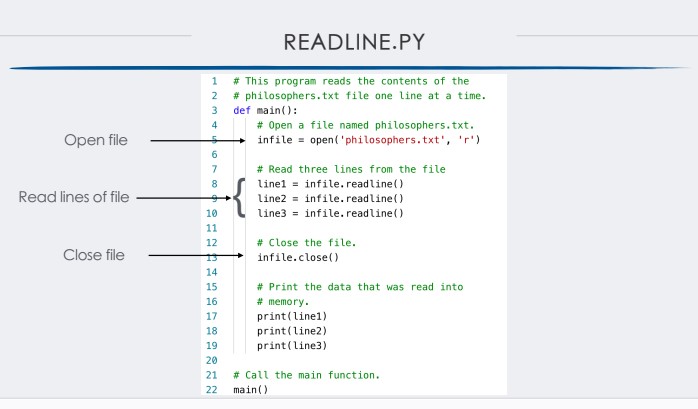 READLINE.PY
1 # This program reads the contents of the
2 # philosophers.txt file one line at a time.
3 def main():
4     # Open a file named philosophers.txt.
Open file
5     infile = open('philosophers.txt', 'r')
6
7     # Read three lines from the file
8     line1 = infile.readline()
Read lines of file
9     line2 = infile.readline()
10     line3 = infile.readline()
11
12     # Close the file.
Close file
13     infile.close()
14
15     # Print the data that was read into
16     # memory.
17     print(line1)
18     print(line2)
19     print(line3)
20
21 # Call the main function.
22 main()